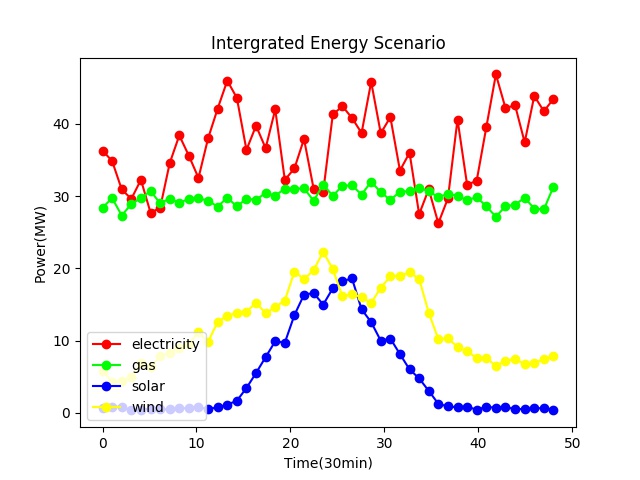 Intergrated Energy Scenario
Power(MW)
40
30
20
10
0
electricity
gas
solar
wind
0 10 20 30 40 50
Time(30min)